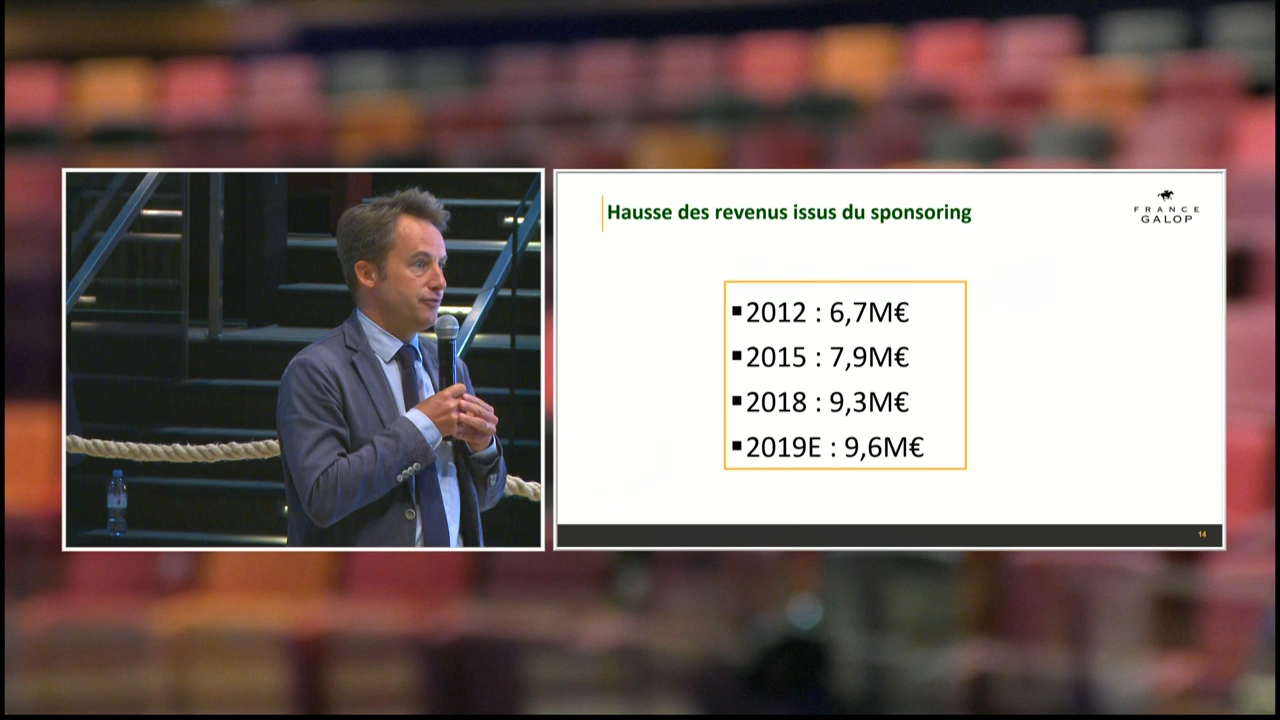 Hausse des revenus issus du sponsoring
FRANCE
GALOP
▪2012 : 6,7M€
▪2015 : 7,9M€
▪2018 : 9,3M€
▪2019E : 9,6M€
14